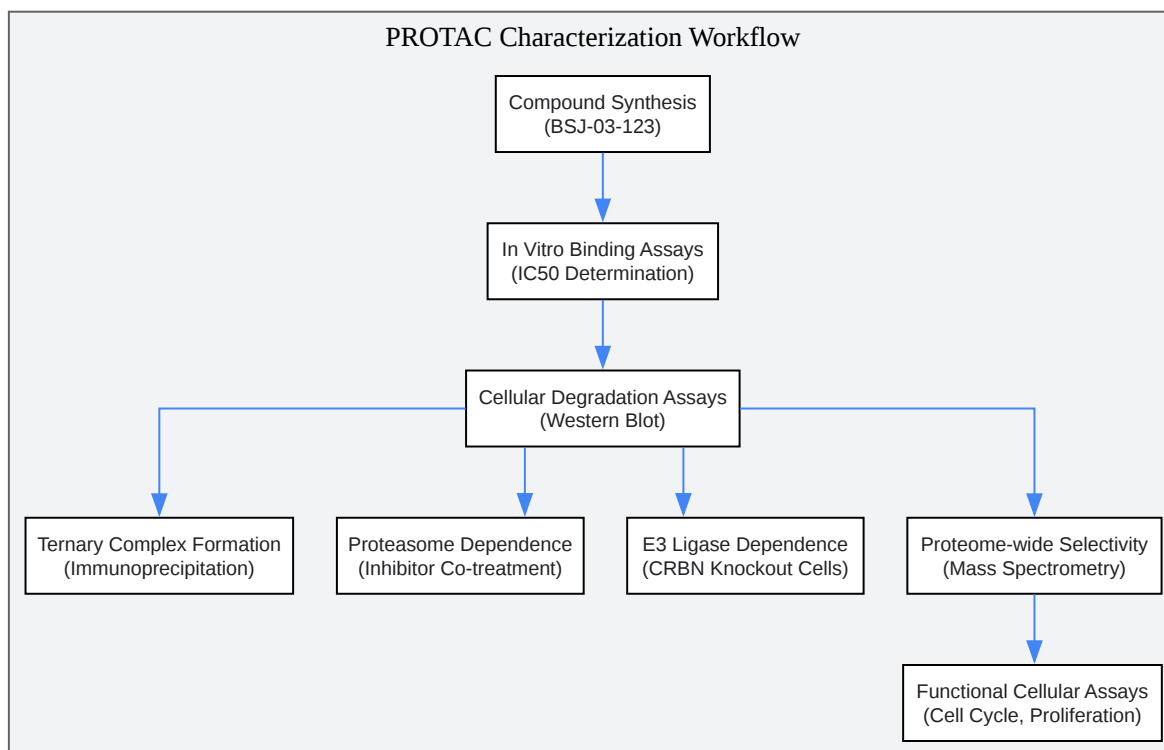 PROTAC Characterization Workflow
Compound Synthesis
(BSJ-03-123)
In Vitro Binding Assays
(IC50 Determination)
Cellular Degradation Assays
(Western Blot)
Ternary Complex Formation
(Immunoprecipitation)
Proteasome Dependence
(Inhibitor Co-treatment)
E3 Ligase Dependence
(CRBN Knockout Cells)
Proteome-wide Selectivity
(Mass Spectrometry)
Functional Cellular Assays
(Cell Cycle, Proliferation)